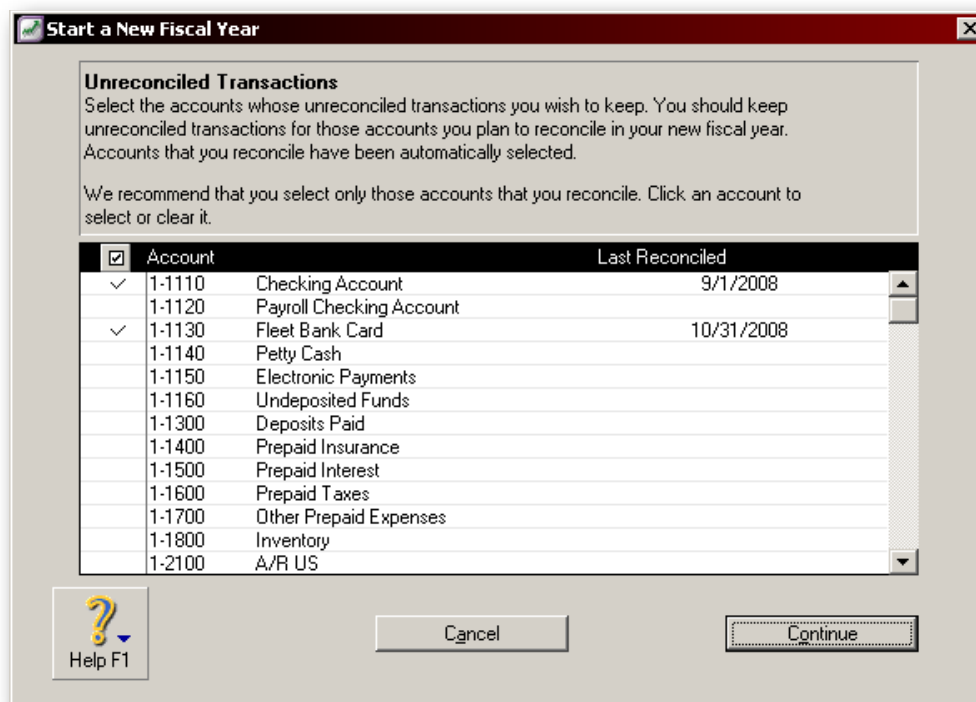 Start a New Fiscal Year
Unreconciled Transactions
Select the accounts whose unreconciled transactions you wish to keep. You should keep
unreconciled transactions for those accounts you plan to reconcile in your new fiscal year.
Accounts that you reconcile have been automatically selected.
We recommend that you select only those accounts that you reconcile. Click an account to
select or clear it.
Account Last Reconciled
1-1110 Checking Account 9/1/2008
1-1120 Payroll Checking Account
1-1130 Fleet Bank Card 10/31/2008
1-1140 Petty Cash
1-1150 Electronic Payments
1-1160 Undeposited Funds
1-1300 Deposits Paid
1-1400 Prepaid Insurance
1-1500 Prepaid Interest
1-1600 Prepaid Taxes
1-1700 Other Prepaid Expenses
1-1800 Inventory
1-2100 A/R US
Help F1
Cancel
Continue